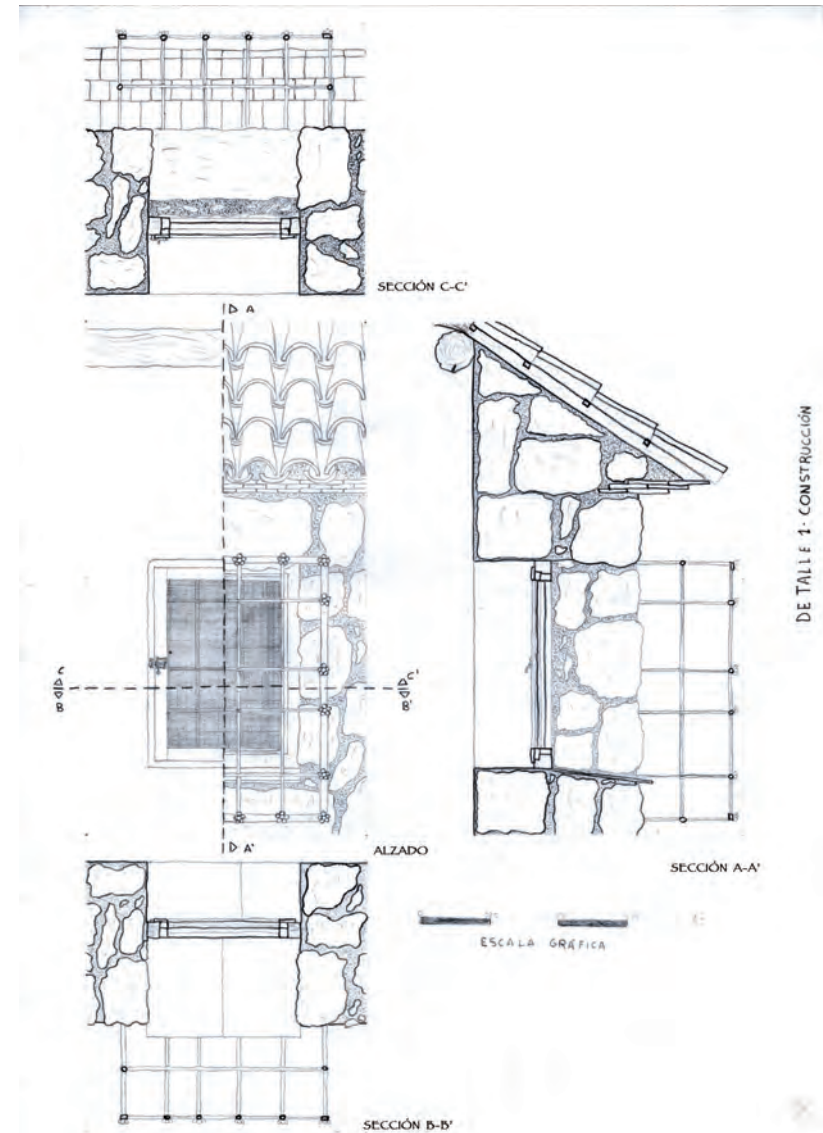 SECCIÓN C-C'
A
C
B
C'
B'
A'
ALZADO
SECCIÓN A-A'
ESCALA GRÁFICA
SECCIÓN B-B'
DETALLE 1· CONSTRUCCIÓN